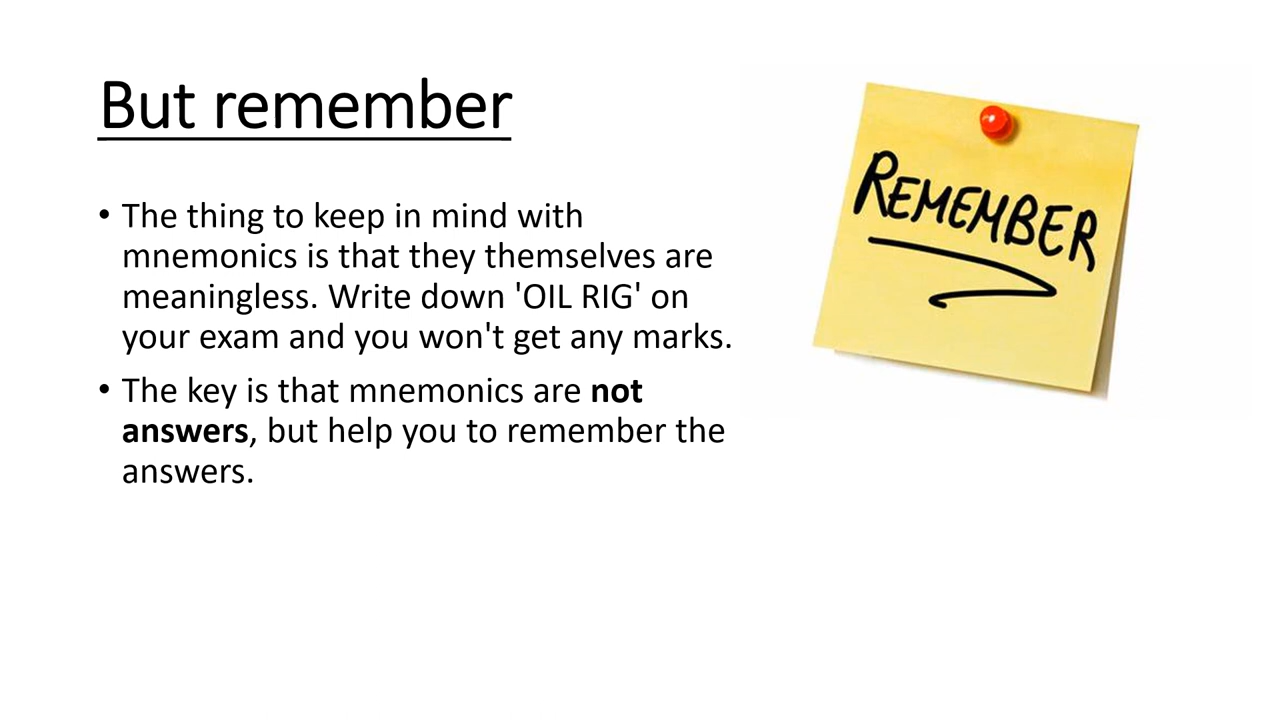 But remember
• The thing to keep in mind with
mnemonics is that they themselves are
meaningless. Write down 'OIL RIG' on
your exam and you won't get any marks.
• The key is that mnemonics are not
answers, but help you to remember the
answers.
REMEMBER